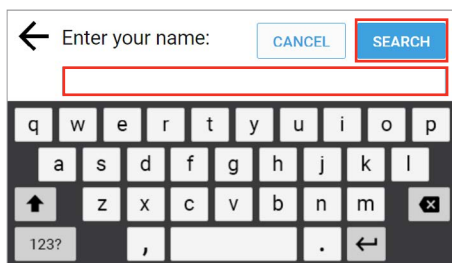 Enter your name: CANCEL SEARCH
q w e r t y u i o p
a s d f g h j k l
z x c v b n m
123? , .